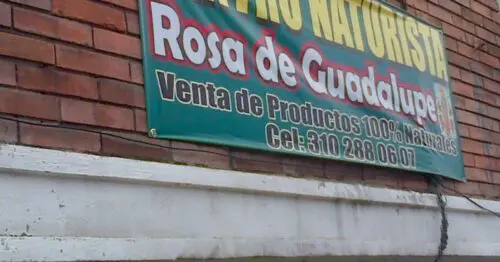 NATURISTA
Rosa de Guadalupe
Venta de Productos 100% Naturales
Cel: 310 288 06 07